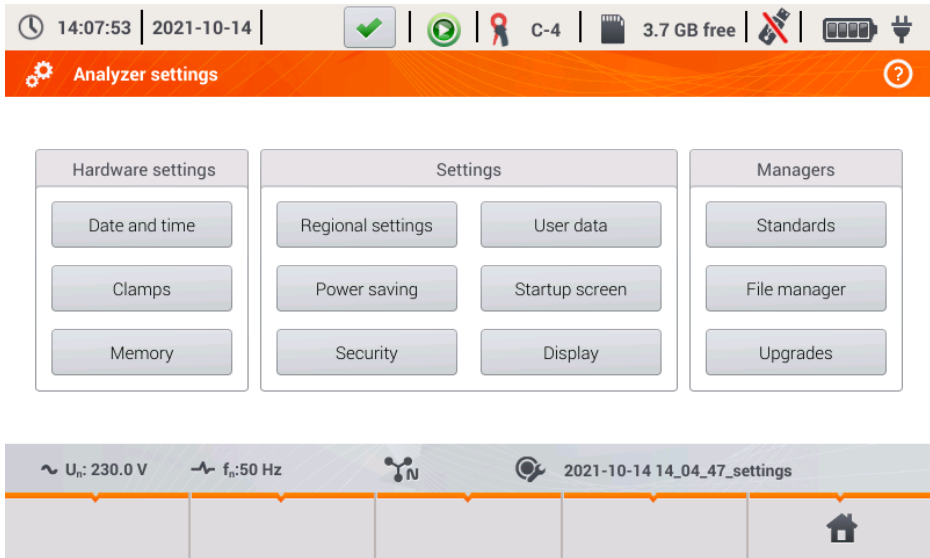 14:07:53 2021-10-14 C-4 3.7 GB free
Analyzer settings ?
Hardware settings Settings Managers
Date and time Regional settings User data Standards
Clamps Power saving Startup screen File manager
Memory Security Display Upgrades
Uₙ: 230.0 V fₙ:50 Hz N 2021-10-14 14_04_47_settings